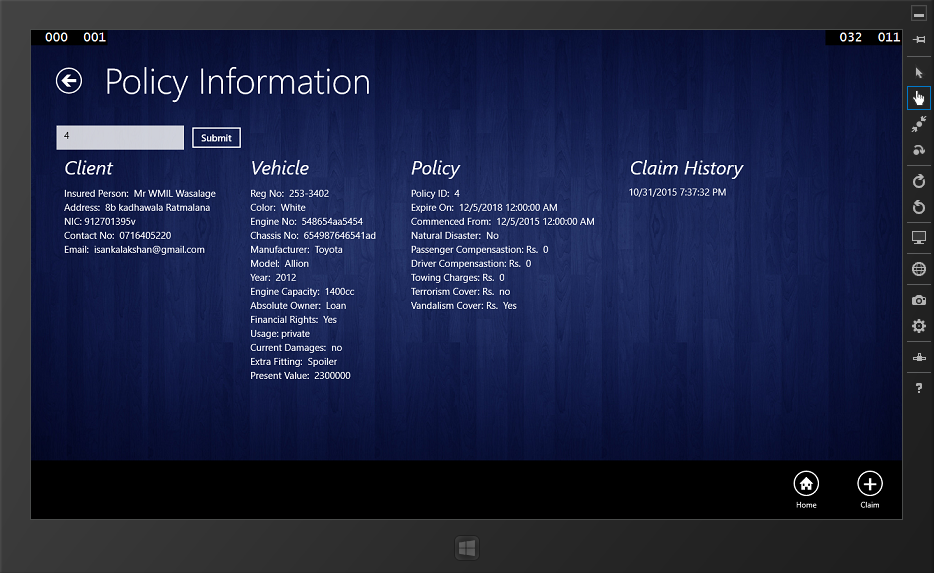 000 001
032 011
Policy Information
4
Submit
Client
Insured Person: Mr WMIL Wasalage
Address: 8b kadhawala Ratmalana
NIC: 912701395v
Contact No: 0716405220
Email: isankalakshan@gmail.com
Vehicle
Reg No: 253-3402
Color: White
Engine No: 548654aa5454
Chassis No: 654987646541ad
Manufacturer: Toyota
Model: Allion
Year: 2012
Engine Capacity: 1400cc
Absolute Owner: Loan
Financial Rights: Yes
Usage: private
Current Damages: no
Extra Fitting: Spoiler
Present Value: 2300000
Policy
Policy ID: 4
Expire On: 12/5/2018 12:00:00 AM
Commenced From: 12/5/2015 12:00:00 AM
Natural Disaster: No
Passenger Compensastion: Rs. 0
Driver Compensastion: Rs. 0
Towing Charges: Rs. 0
Terrorism Cover: Rs. no
Vandalism Cover: Rs. Yes
Claim History
10/31/2015 7:37:32 PM
Home
Claim
?